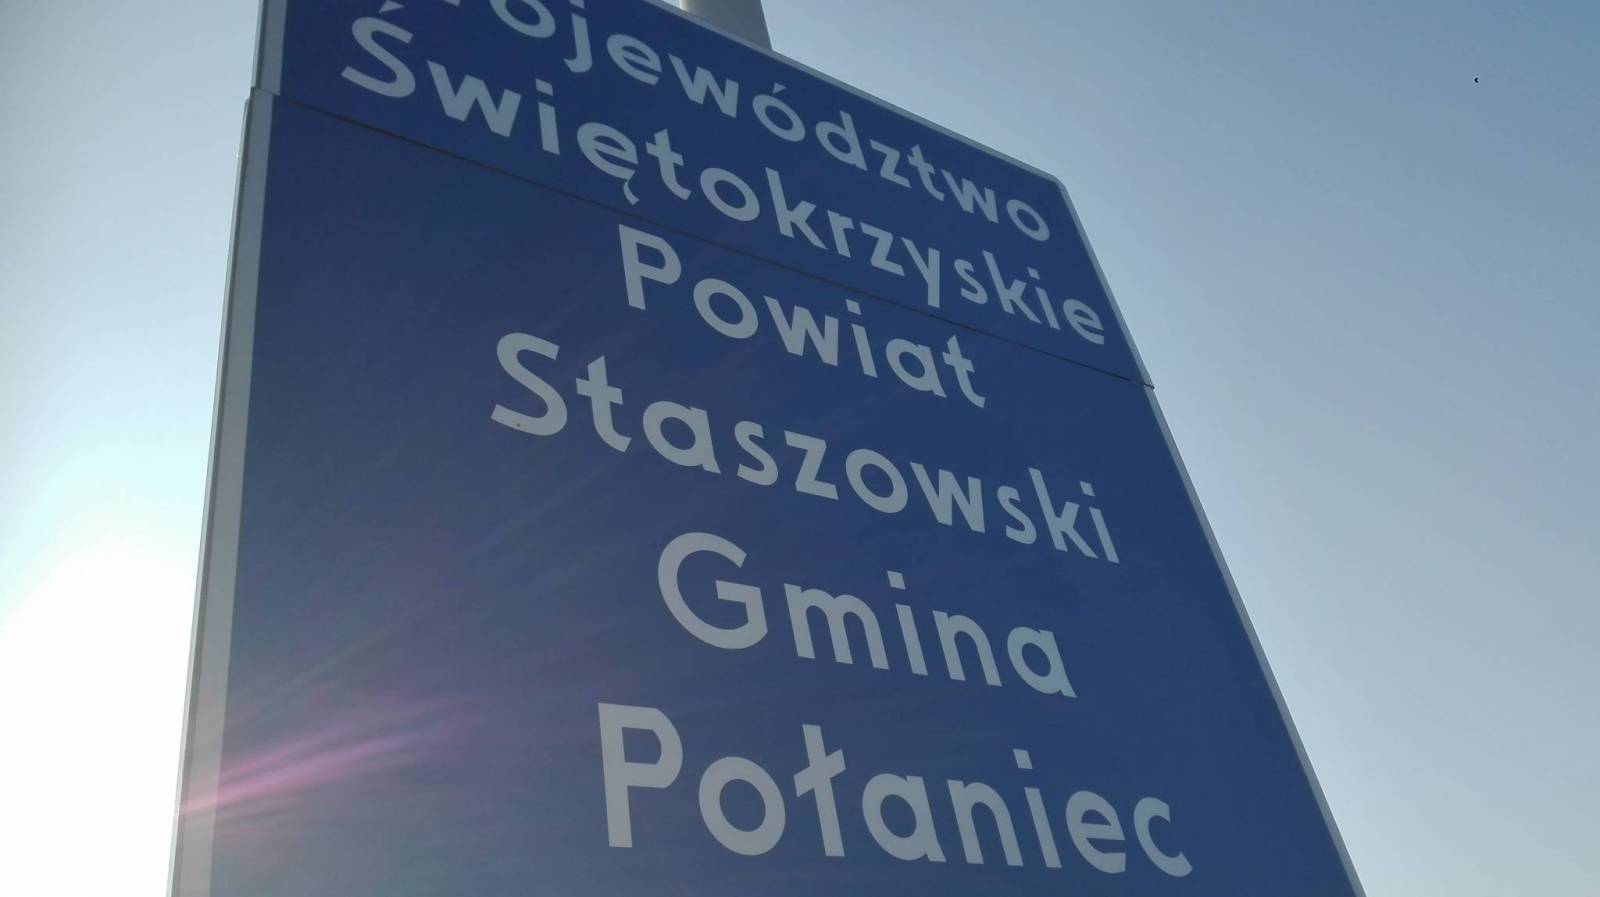 Województwo
Świętokrzyskie
Powiat
Staszowski
Gmina
Połaniec